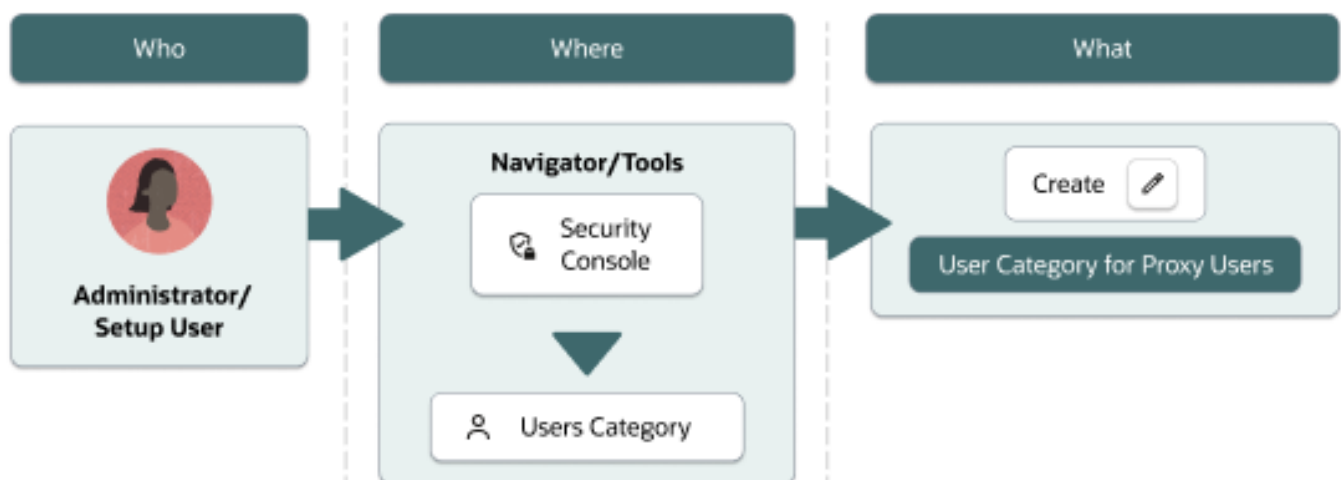 Who
Where
What
Administrator/
Setup User
Navigator/Tools
Security
Console
Users Category
Create
User Category for Proxy Users